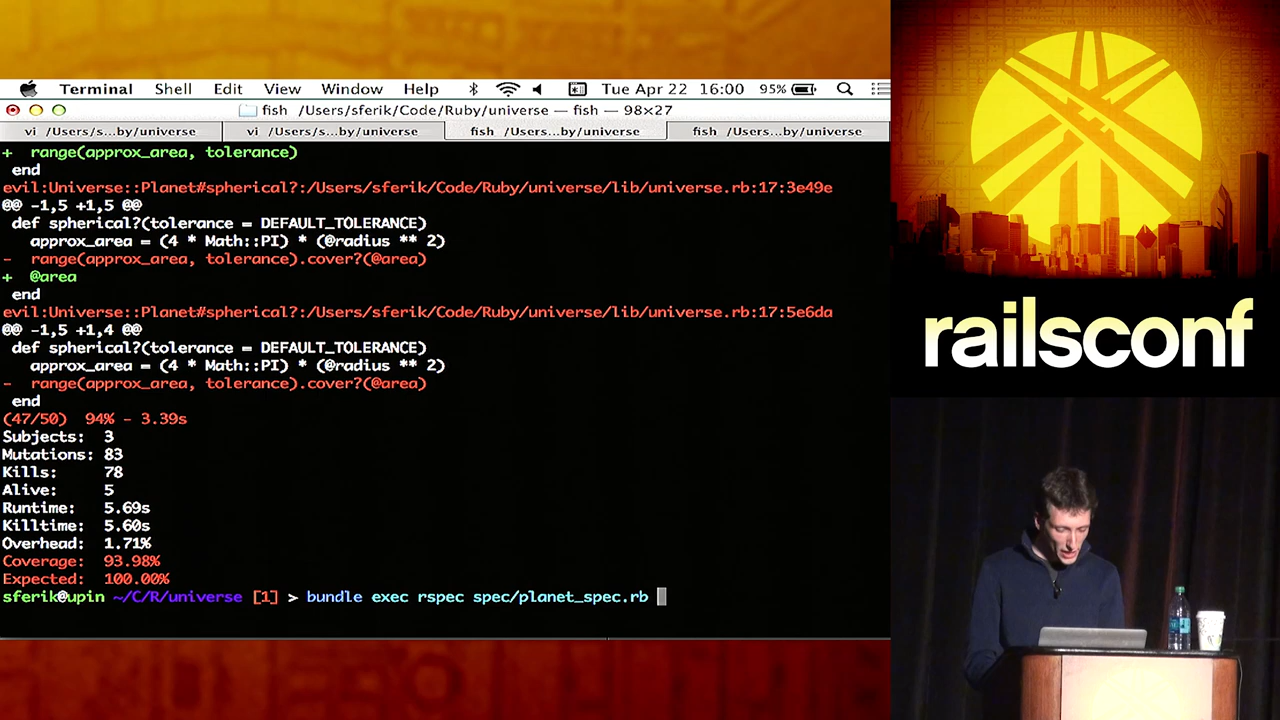 Terminal Shell Edit View Window Help Tue Apr 22 16:00 95%
fish /Users/sferik/Code/Ruby/universe — fish — 98×27
vi /Users/s...by/universe vi /Users/s...by/universe fish /Users...by/universe fish /Users...by/universe
+ range(approx_area, tolerance)
end
evil:Universe::Planet#spherical?:/Users/sferik/Code/Ruby/universe/lib/universe.rb:17:3e49e
@@ -1,5 +1,5 @@
def spherical?(tolerance = DEFAULT_TOLERANCE)
approx_area = (4 * Math::PI) * (@radius ** 2)
- range(approx_area, tolerance).cover?(@area)
+ @area
end
evil:Universe::Planet#spherical?:/Users/sferik/Code/Ruby/universe/lib/universe.rb:17:5e6da
@@ -1,5 +1,4 @@
def spherical?(tolerance = DEFAULT_TOLERANCE)
approx_area = (4 * Math::PI) * (@radius ** 2)
- range(approx_area, tolerance).cover?(@area)
end
(47/50) 94% - 3.39s
Subjects: 3
Mutations: 83
Kills: 78
Alive: 5
Runtime: 5.69s
Killtime: 5.60s
Overhead: 1.71%
Coverage: 93.98%
Expected: 100.00%
sferik@upin ~/C/R/universe [1] > bundle exec rspec spec/planet_spec.rb
railsconf